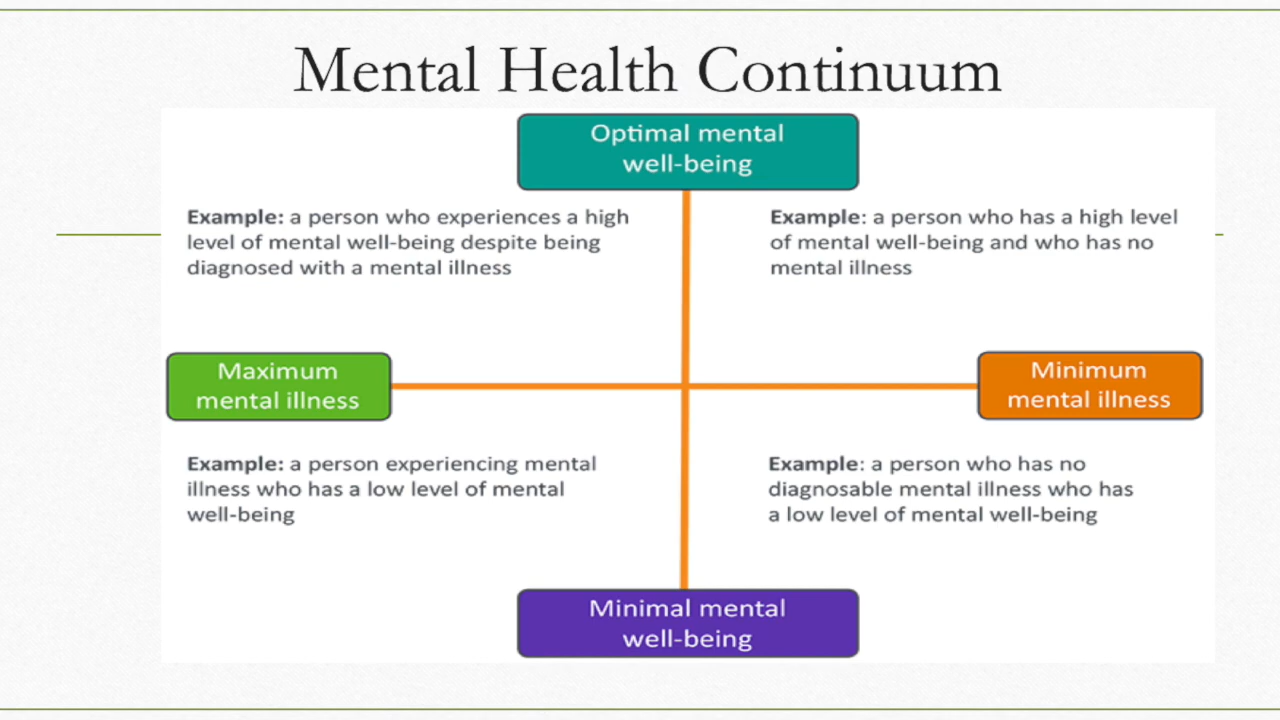 Mental Health Continuum
Optimal mental
well-being
Example: a person who experiences a high
level of mental well-being despite being
diagnosed with a mental illness
Example: a person who has a high level
of mental well-being and who has no
mental illness
Maximum
mental illness
Minimum
mental illness
Example: a person experiencing mental
illness who has a low level of mental
well-being
Example: a person who has no
diagnosable mental illness who has
a low level of mental well-being
Minimal mental
well-being